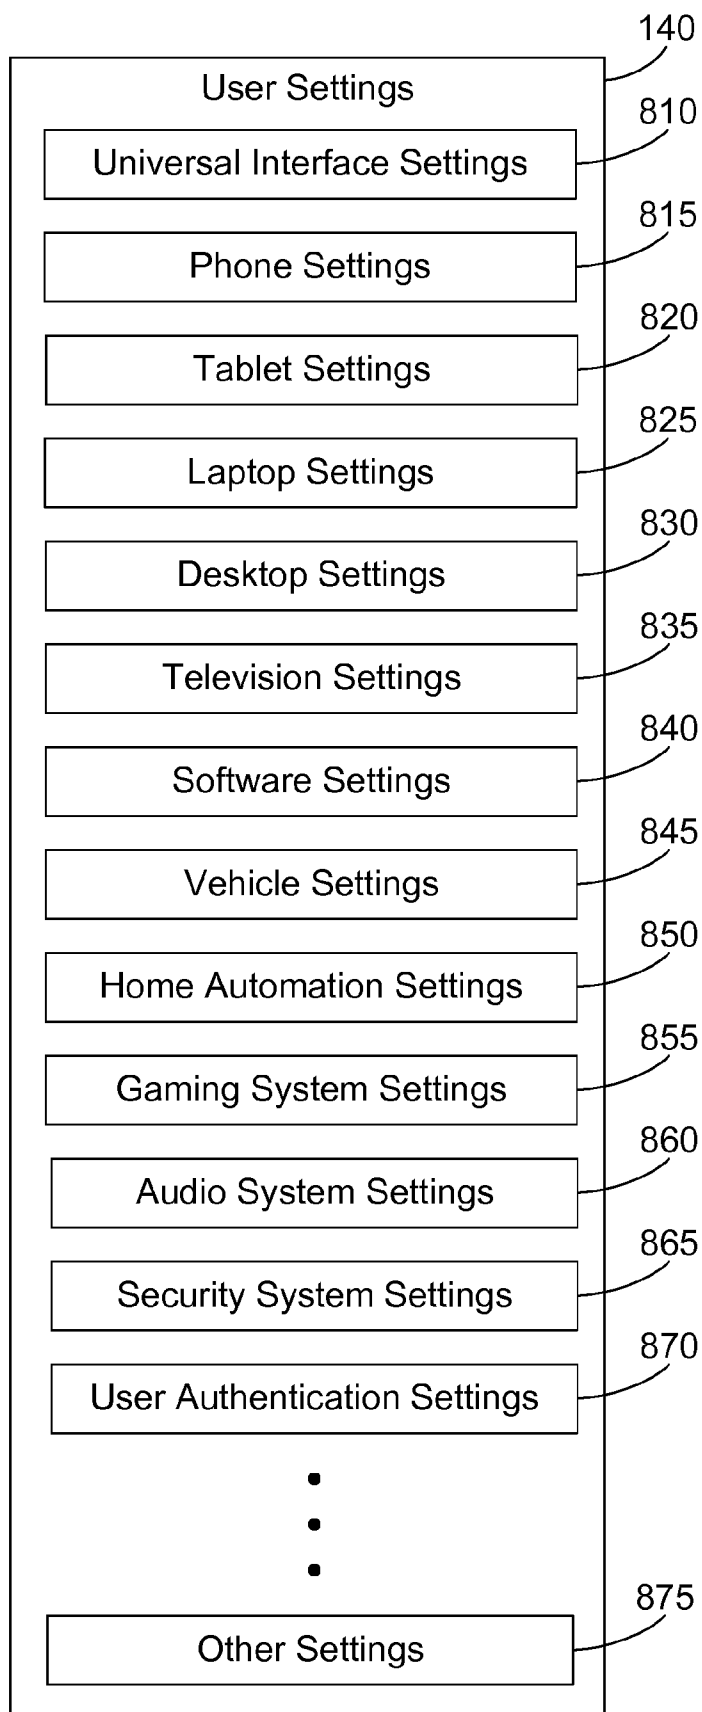 140
User Settings
810
Universal Interface Settings
815
Phone Settings
820
Tablet Settings
825
Laptop Settings
830
Desktop Settings
835
Television Settings
840
Software Settings
845
Vehicle Settings
850
Home Automation Settings
855
Gaming System Settings
860
Audio System Settings
865
Security System Settings
870
User Authentication Settings
875
Other Settings